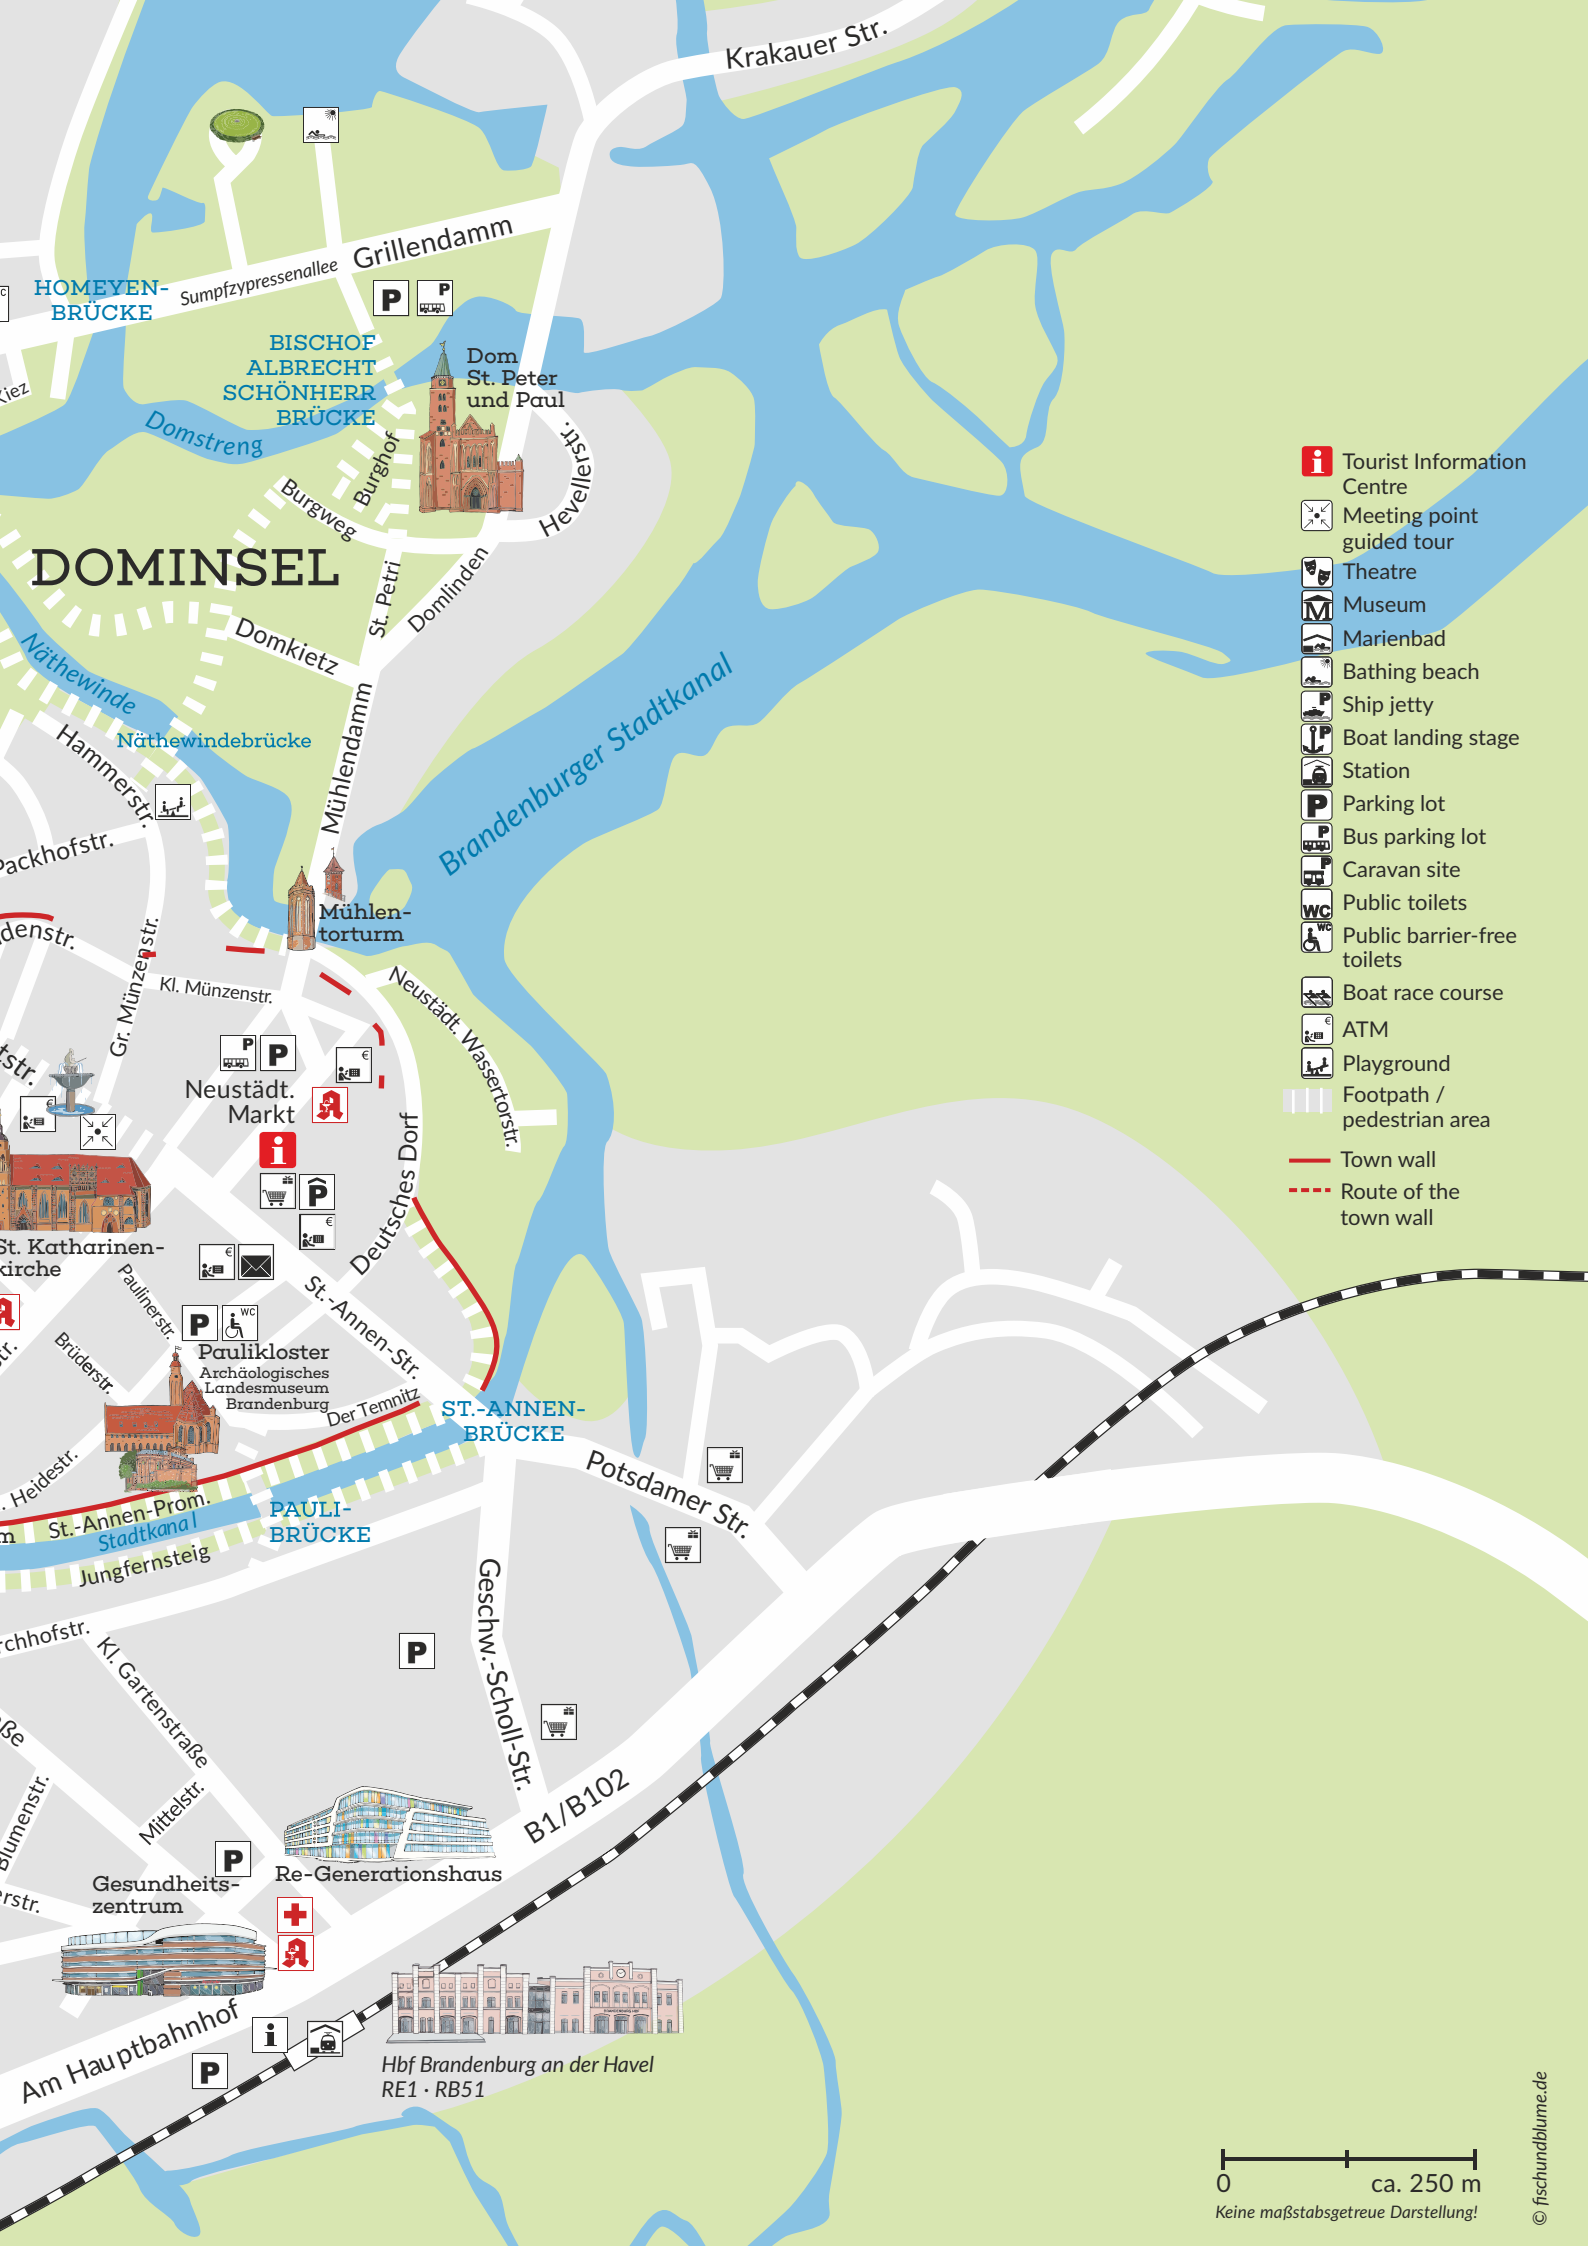 Krakauer Str.
Grillendamm
Sumpfzypressenallee
HOMEYEN-
BRÜCKE
P
P
BISCHOF
ALBRECHT
SCHÖNHERR
BRÜCKE
Dom
St. Peter
und Paul
Domstreng
Burghof
Burgweg
Hevellerstr.
DOMINSEL
St. Petri
Domlinden
Domkietz
Näthewinde
Näthewindebrücke
Hammerstr.
Mühlendamm
Brandenburger Stadtkanal
Packhofstr.
Mühlen-
torturm
Gr. Münzenstr.
Kl. Münzenstr.
Neustädt. Wassertorstr.
P
P
€
Neustädt.
Markt
A
i
€
P
€
Deutsches Dorf
St. Katharinen-
kirche
€
Paulinerstr.
St.-Annen-Str.
P
WC
Paulikloster
Archäologisches
Landesmuseum
Brandenburg
Brüderstr.
Der Temnitz
ST.-ANNEN-
BRÜCKE
Heidestr.
St.-Annen-Prom.
Stadtkanal
PAULI-
BRÜCKE
Jungfernsteig
Potsdamer Str.
Geschw.-Scholl-Str.
P
Kl. Gartenstraße
Mittelstr.
Blumenstr.
B1/B102
P
Re-Generationshaus
Gesundheits-
zentrum
A
Am Hauptbahnhof
i
P
Hbf Brandenburg an der Havel
RE1 · RB51
i Tourist Information
Centre
Meeting point
guided tour
Theatre
M Museum
Marienbad
Bathing beach
P Ship jetty
P Boat landing stage
Station
P Parking lot
P Bus parking lot
P Caravan site
WC Public toilets
WC Public barrier-free
toilets
Boat race course
€ ATM
Playground
Footpath /
pedestrian area
Town wall
Route of the
town wall
0 ca. 250 m
Keine maßstabsgetreue Darstellung!
© fischundblume.de